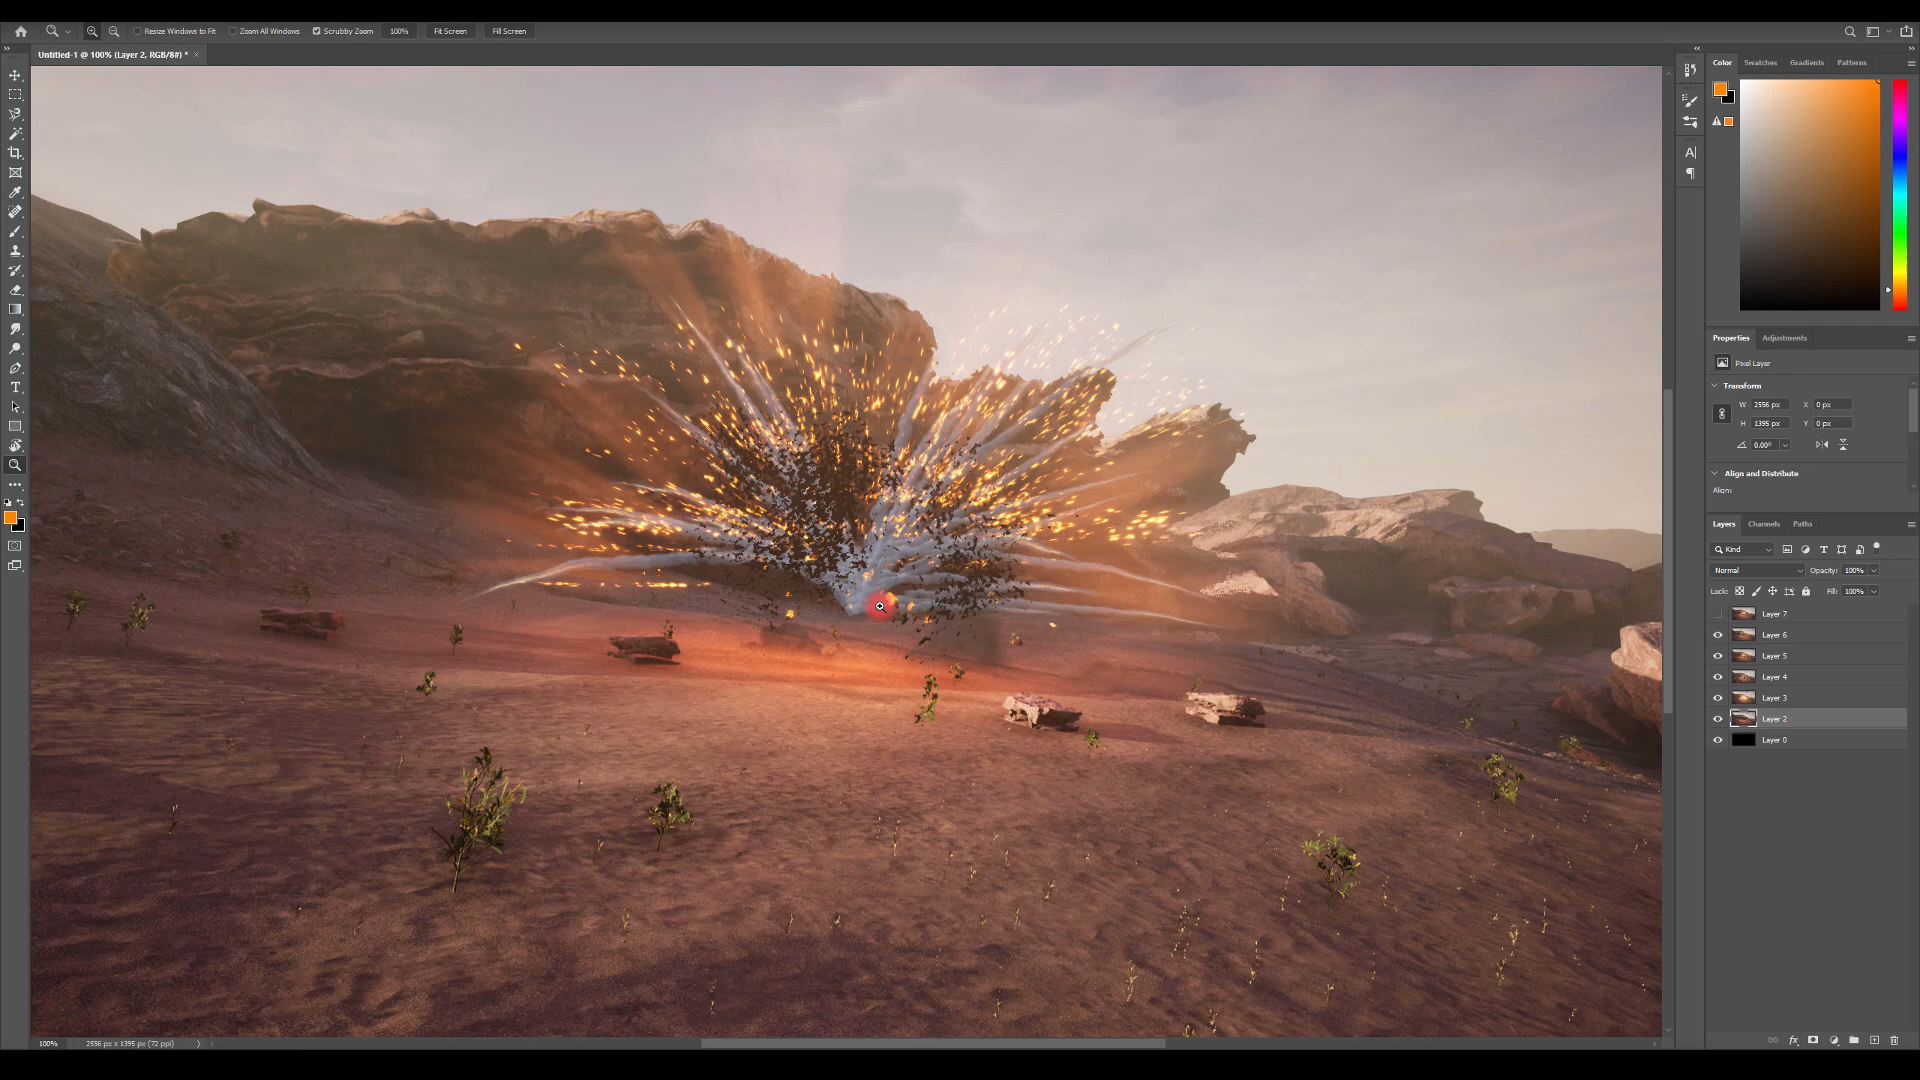 Resize Windows to Fit
Zoom All Windows
Scrubby Zoom
100%
Fit Screen
Fill Screen
Untitled-1 @ 100% (Layer 2, RGB/8#) *
Color
Swatches
Gradients
Patterns
Properties
Adjustments
Pixel Layer
Transform
W 2556 px X 0 px
H 1395 px Y 0 px
0.00°
Align and Distribute
Align:
Layers
Channels
Paths
Kind
Normal
Opacity: 100%
Lock:
Fill: 100%
Layer 7
Layer 6
Layer 5
Layer 4
Layer 3
Layer 2
Layer 0
100%
2556 px x 1395 px (72 ppi)